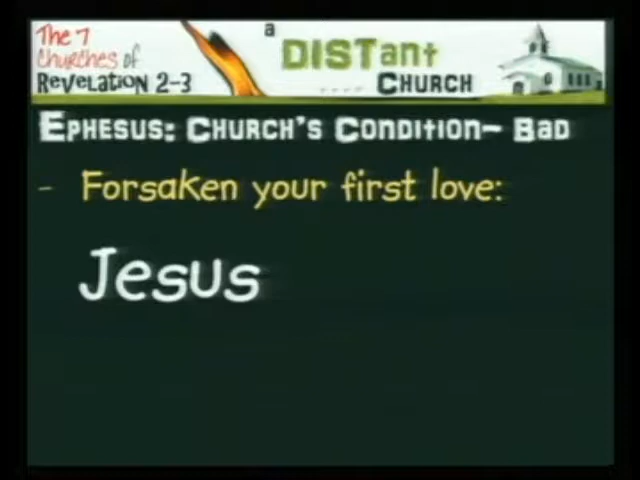 The 7
Churches of
Revelation 2-3
a
DISTant
.... Church
Ephesus: Church's Condition- Bad
- Forsaken your first love:
Jesus